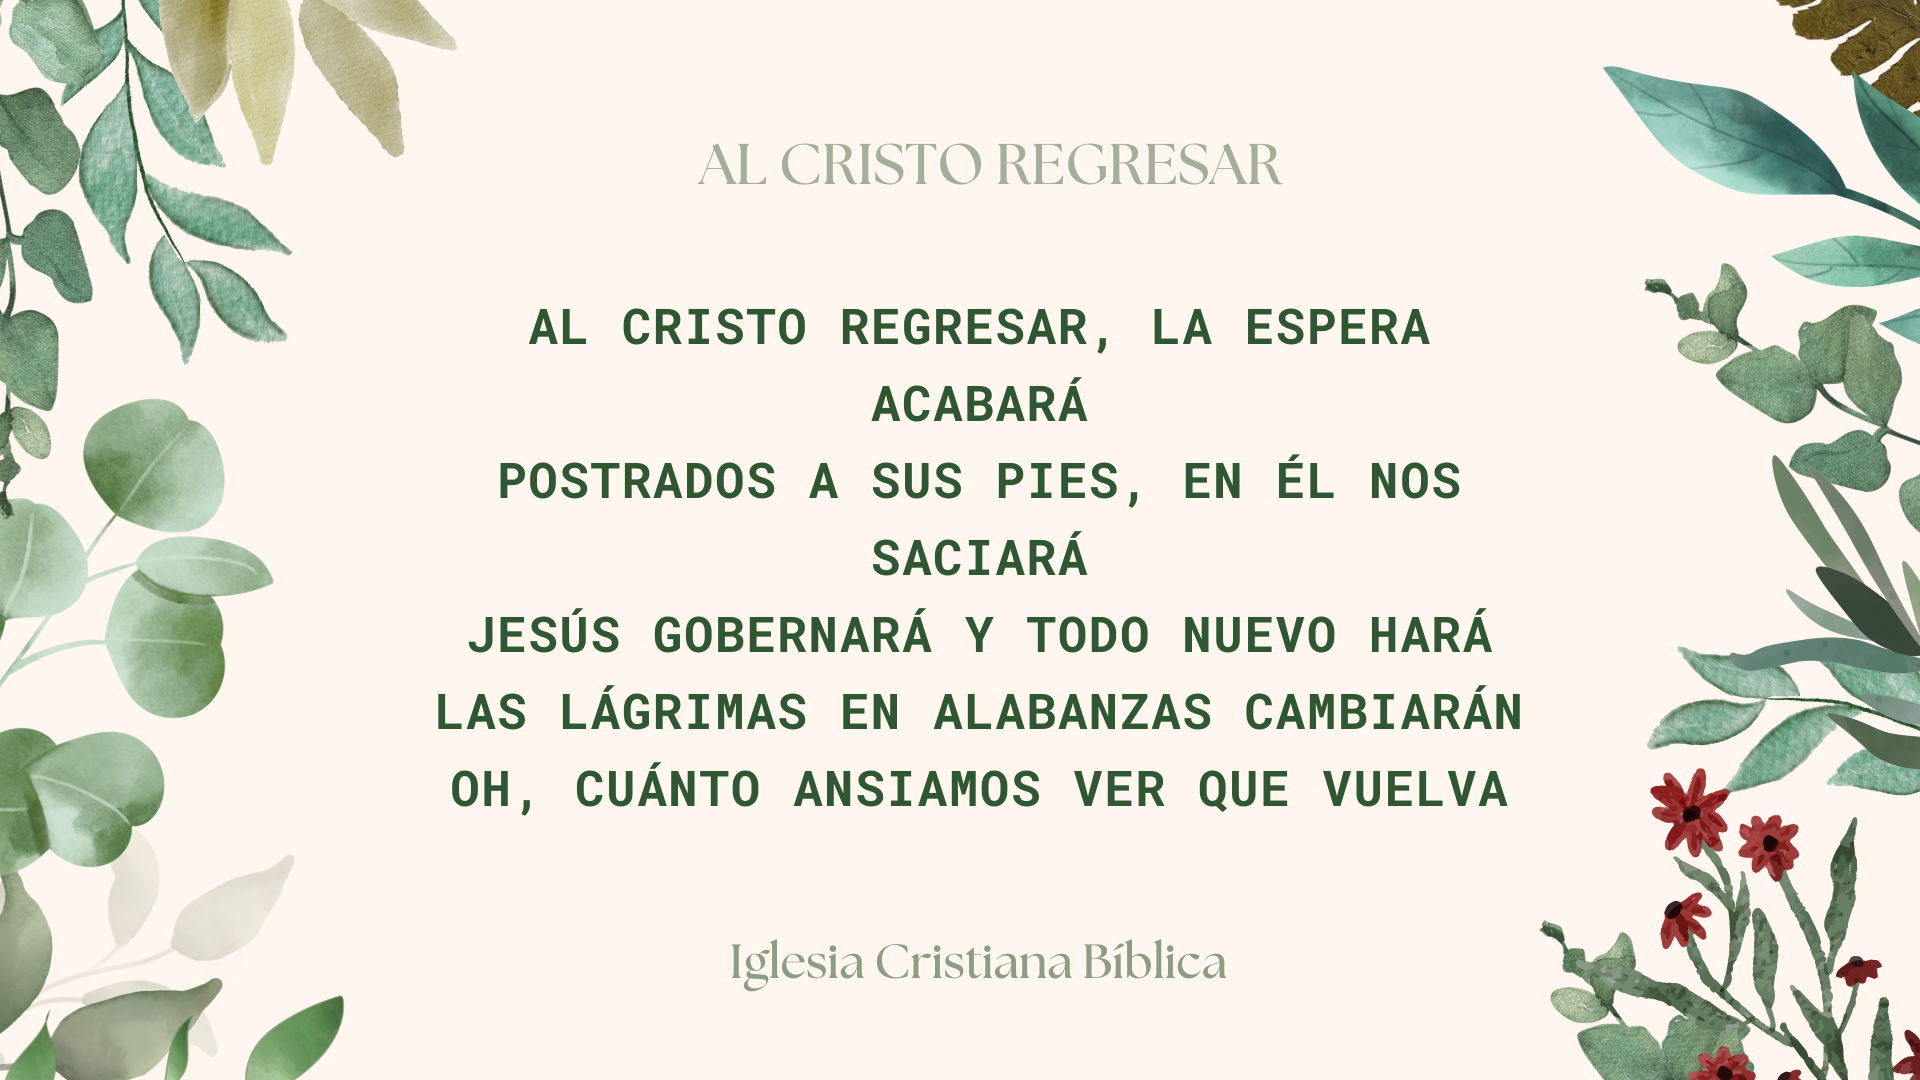 AL CRISTO REGRESAR
AL CRISTO REGRESAR, LA ESPERA
ACABARÁ
POSTRADOS A SUS PIES, EN ÉL NOS
SACIARÁ
JESÚS GOBERNARÁ Y TODO NUEVO HARÁ
LAS LÁGRIMAS EN ALABANZAS CAMBIARÁN
OH, CUÁNTO ANSIAMOS VER QUE VUELVA
Iglesia Cristiana Bíblica